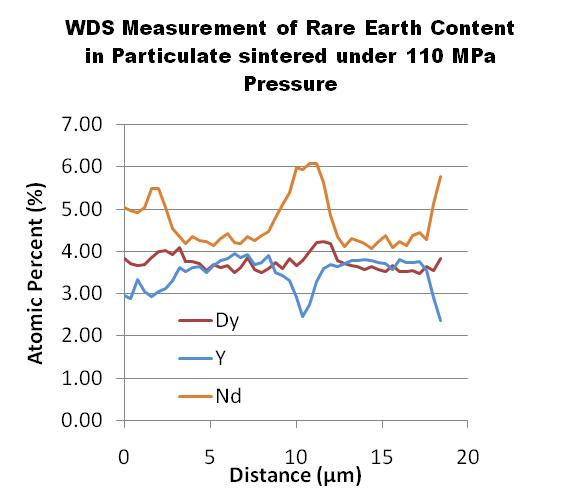 WDS Measurement of Rare Earth Content
in Particulate sintered under 110 MPa
Pressure
7.00
6.00
5.00
4.00
3.00
2.00
1.00
0.00
Atomic Percent (%)
Dy
Y
Nd
0 5 10 15 20
Distance (μm)